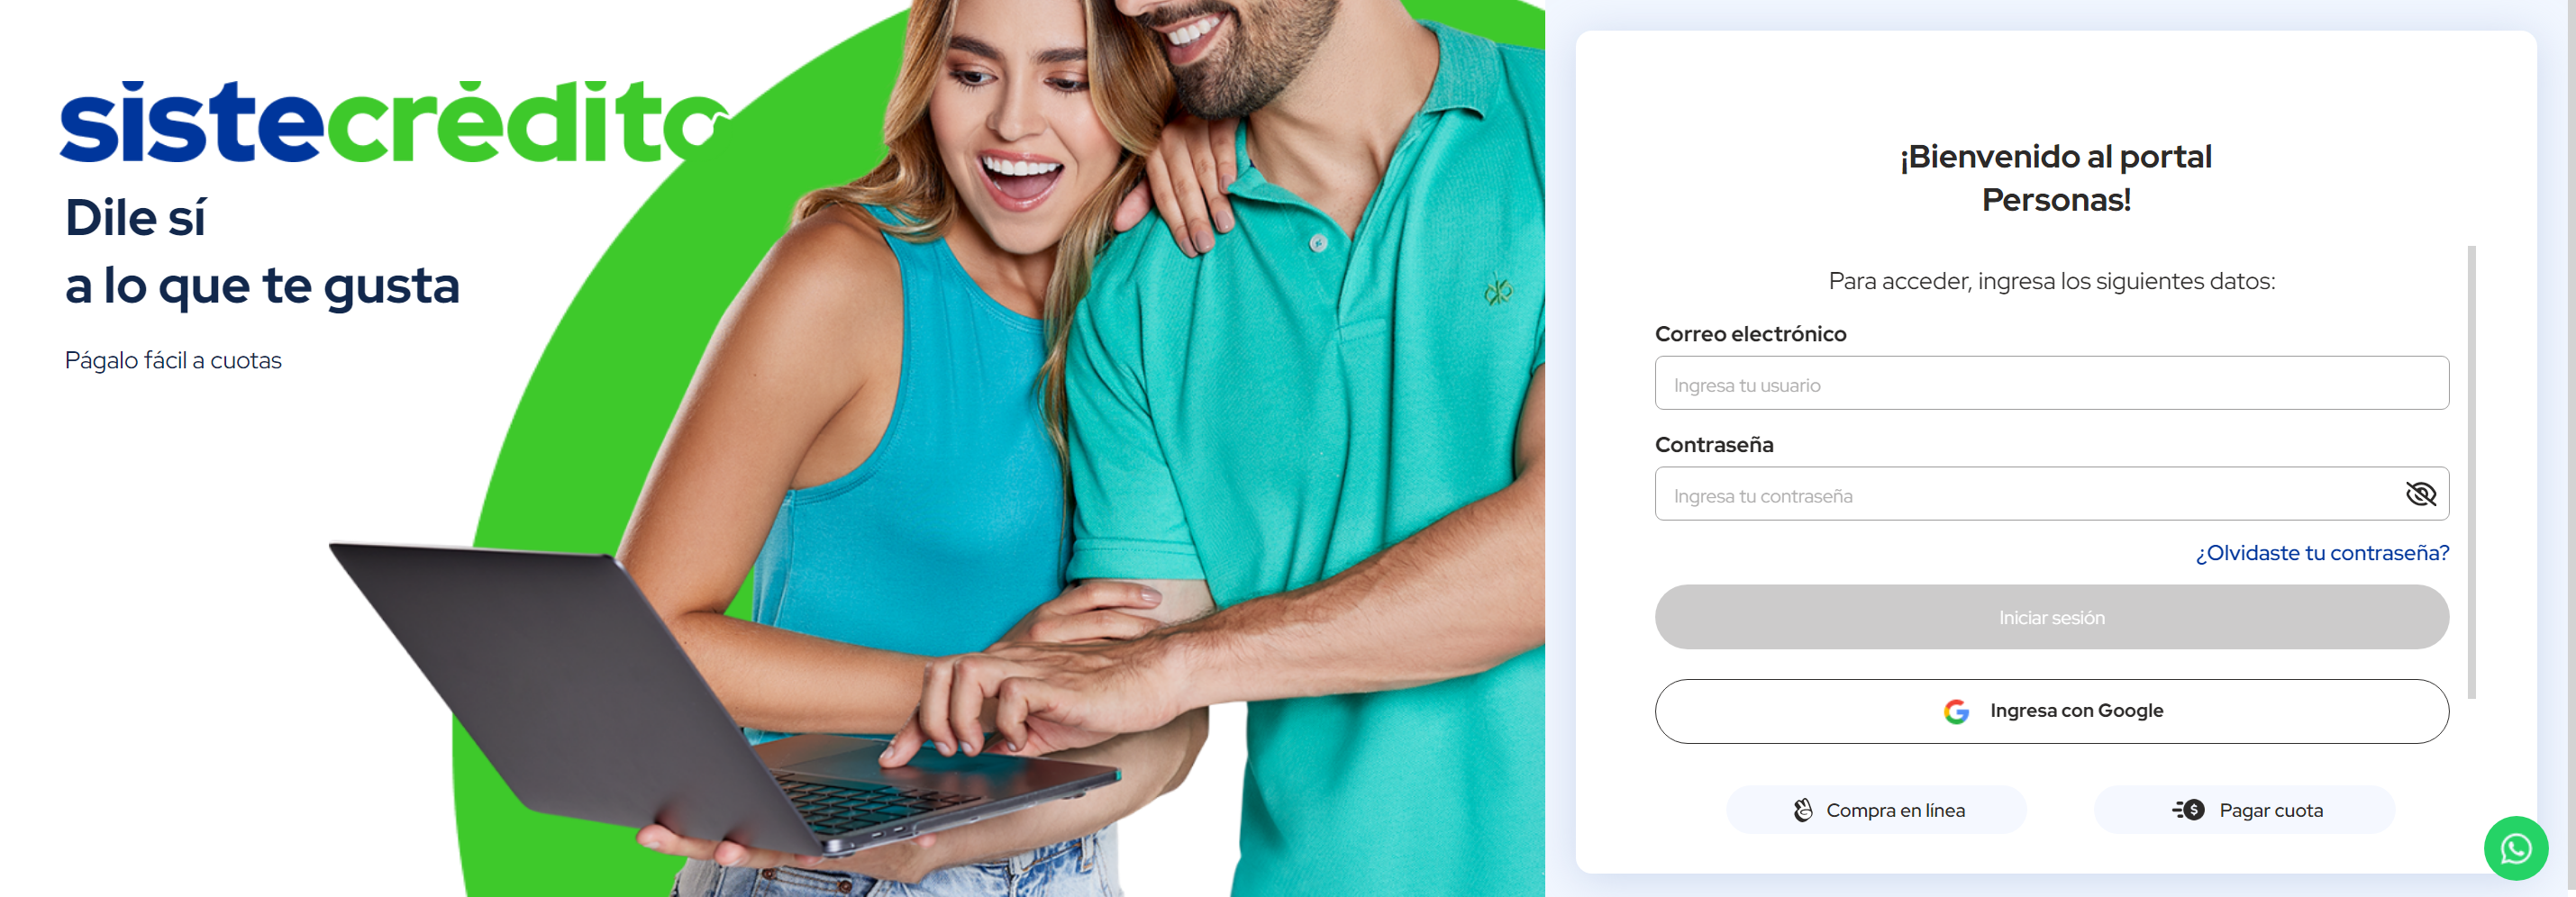 sistecrédito
Dile sí
a lo que te gusta
Págalo fácil a cuotas
¡Bienvenido al portal
Personas!
Para acceder, ingresa los siguientes datos:
Correo electrónico
Ingresa tu usuario
Contraseña
Ingresa tu contraseña
¿Olvidaste tu contraseña?
Iniciar sesión
Ingresa con Google
Compra en línea
Pagar cuota